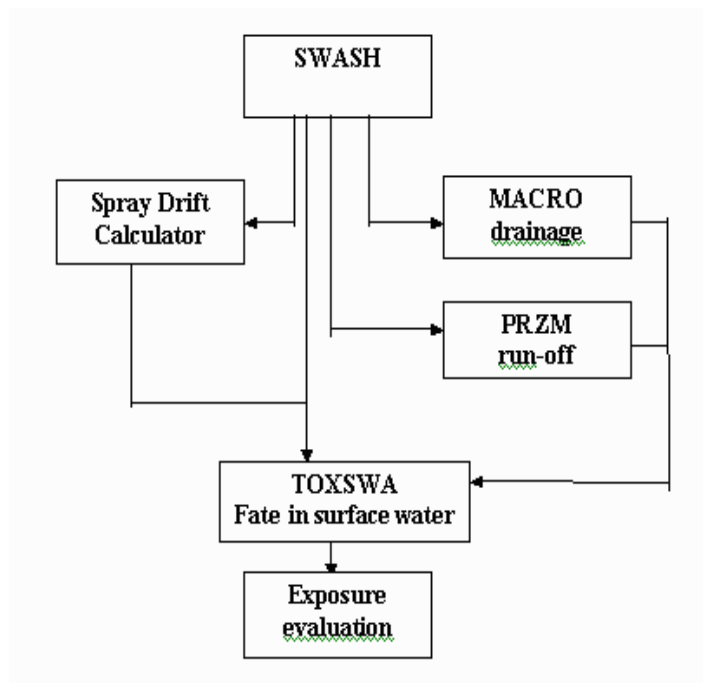 SWASH
Spray Drift
Calculator
MACRO
drainage
PRZM
run-off
TOXSWA
Fate in surface water
Exposure
evaluation